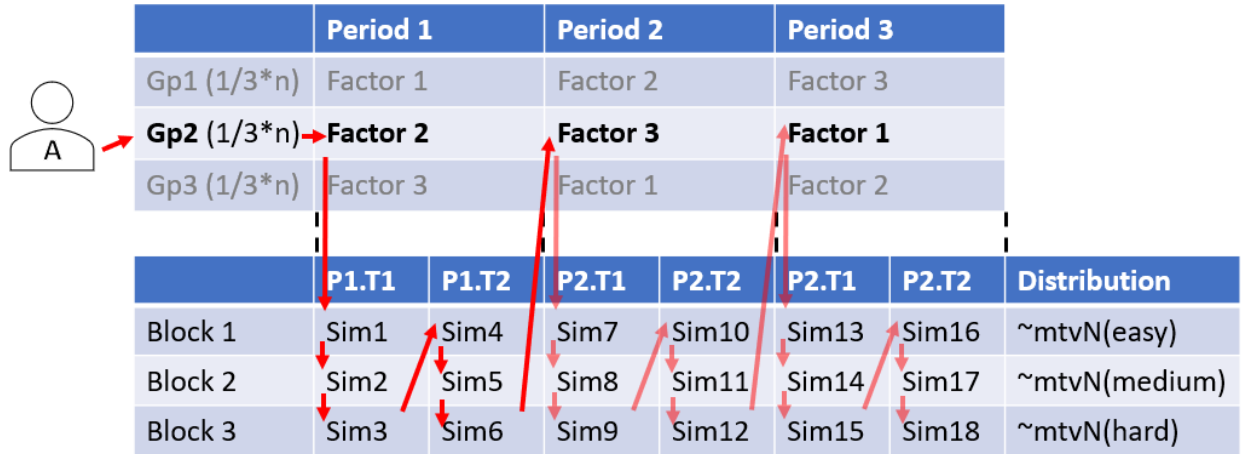 Period 1 Period 2 Period 3
Gp1 (1/3*n) Factor 1 Factor 2 Factor 3
A
Gp2 (1/3*n) Factor 2 Factor 3 Factor 1
Gp3 (1/3*n) Factor 3 Factor 1 Factor 2
P1.T1 P1.T2 P2.T1 P2.T2 P2.T1 P2.T2 Distribution
Block 1 Sim1 Sim4 Sim7 Sim10 Sim13 Sim16 ~mtvN(easy)
Block 2 Sim2 Sim5 Sim8 Sim11 Sim14 Sim17 ~mtvN(medium)
Block 3 Sim3 Sim6 Sim9 Sim12 Sim15 Sim18 ~mtvN(hard)